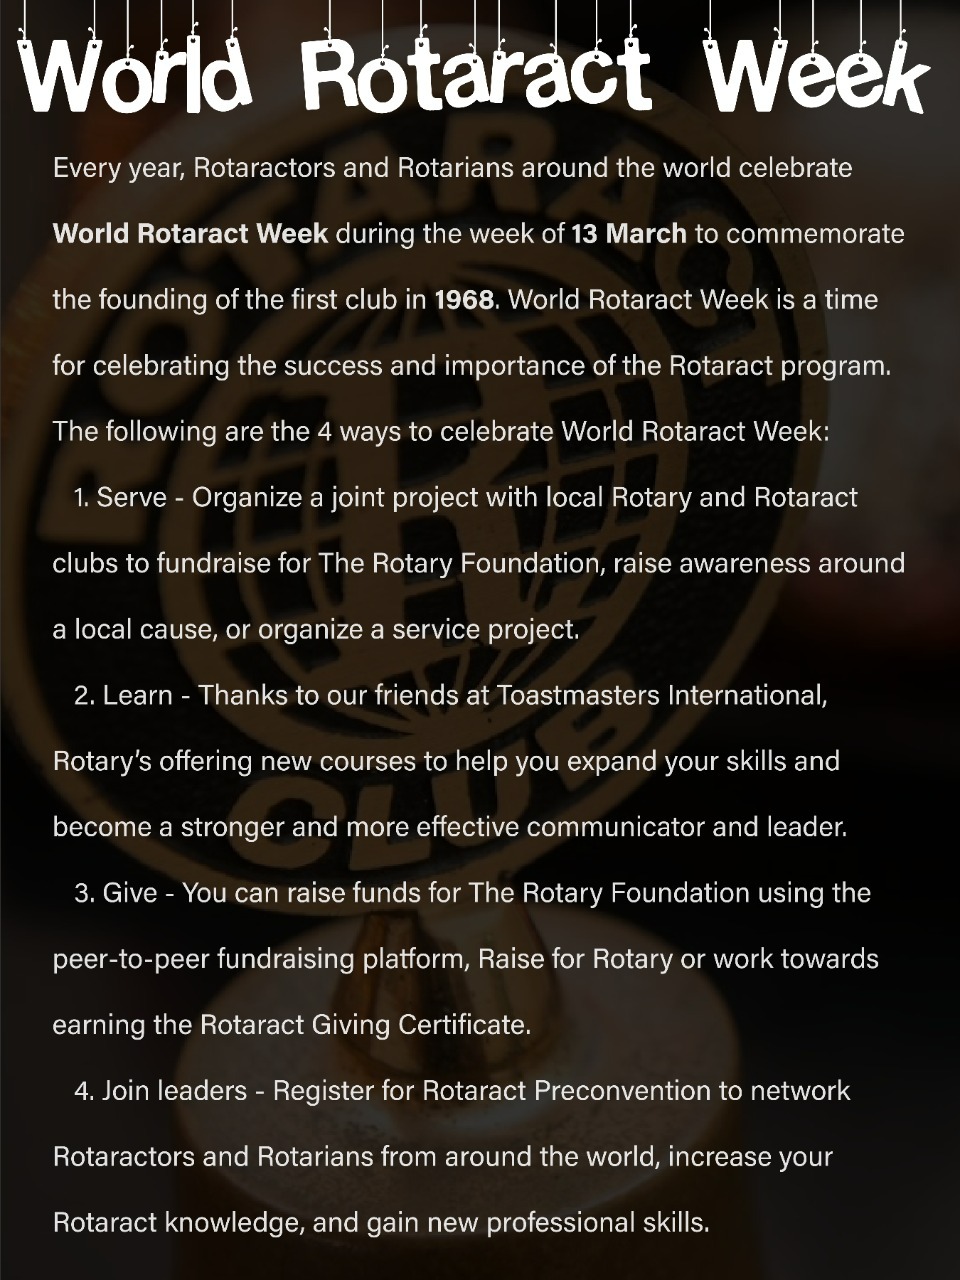 World Rotaract Week
Every year, Rotaractors and Rotarians around the world celebrate
World Rotaract Week during the week of 13 March to commemorate
the founding of the first club in 1968. World Rotaract Week is a time
for celebrating the success and importance of the Rotaract program.
The following are the 4 ways to celebrate World Rotaract Week:
1. Serve - Organize a joint project with local Rotary and Rotaract
clubs to fundraise for The Rotary Foundation, raise awareness around
a local cause, or organize a service project.
2. Learn - Thanks to our friends at Toastmasters International,
Rotary’s offering new courses to help you expand your skills and
become a stronger and more effective communicator and leader.
3. Give - You can raise funds for The Rotary Foundation using the
peer-to-peer fundraising platform, Raise for Rotary or work towards
earning the Rotaract Giving Certificate.
4. Join leaders - Register for Rotaract Preconvention to network
Rotaractors and Rotarians from around the world, increase your
Rotaract knowledge, and gain new professional skills.
ROTARACT
R
CLUB